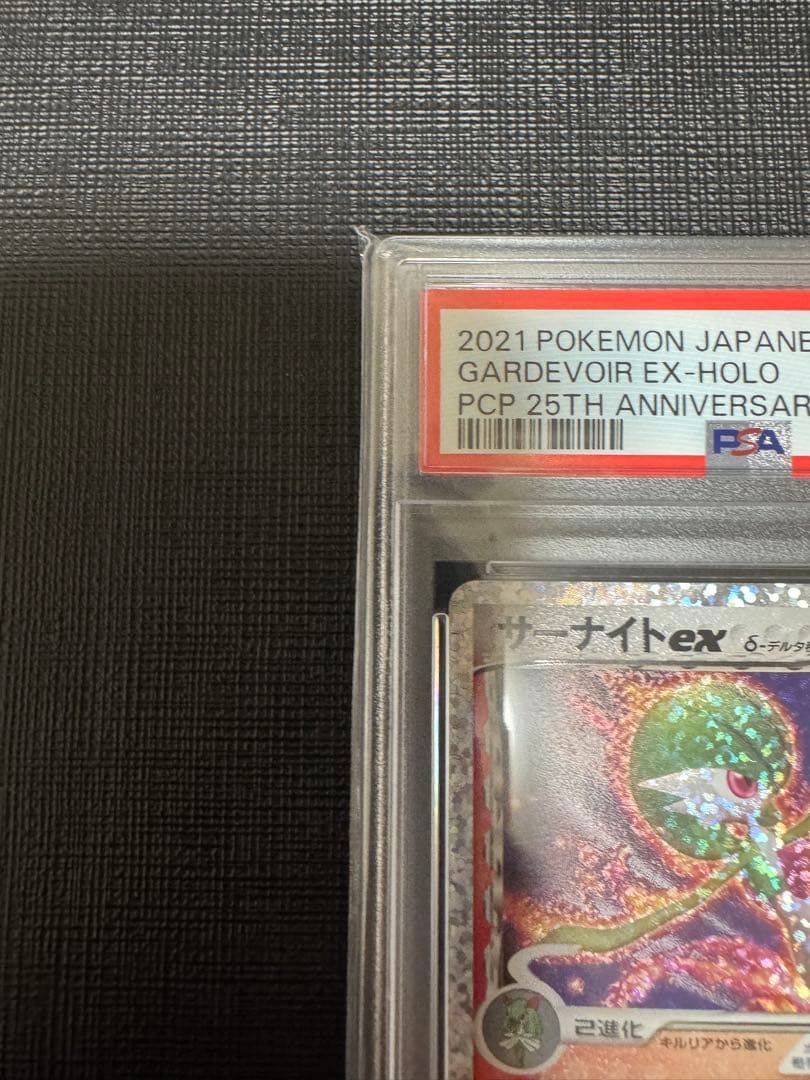 2021 POKEMON JAPANE
GARDEVOIR EX-HOLO
PCP 25TH ANNIVERSAR
PSA
サーナイトex δ-デルタ
2進化
キルリアから進化